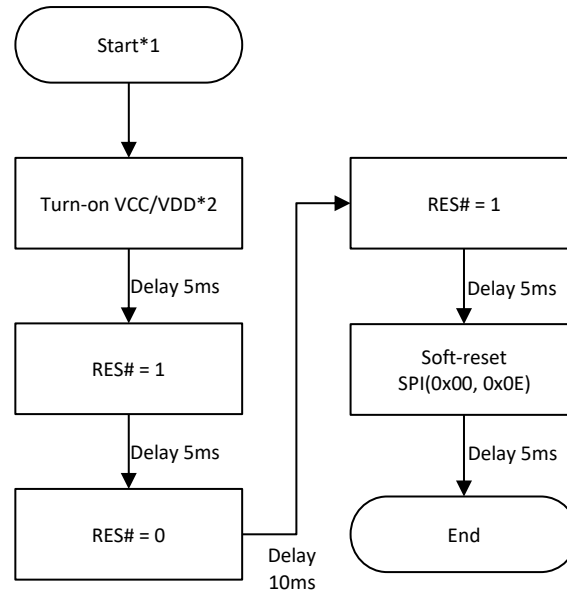 Start*1
Turn-on VCC/VDD*2
Delay 5ms
RES# = 1
Delay 5ms
RES# = 0
Delay
10ms
RES# = 1
Delay 5ms
Soft-reset
SPI(0x00, 0x0E)
Delay 5ms
End